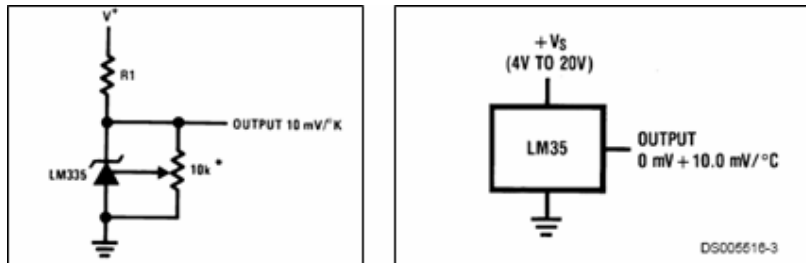 V+
R1
OUTPUT 10 mV/°K
LM335
10k *
+VS
(4V TO 20V)
LM35
OUTPUT
0 mV + 10.0 mV/°C
DS005516-3